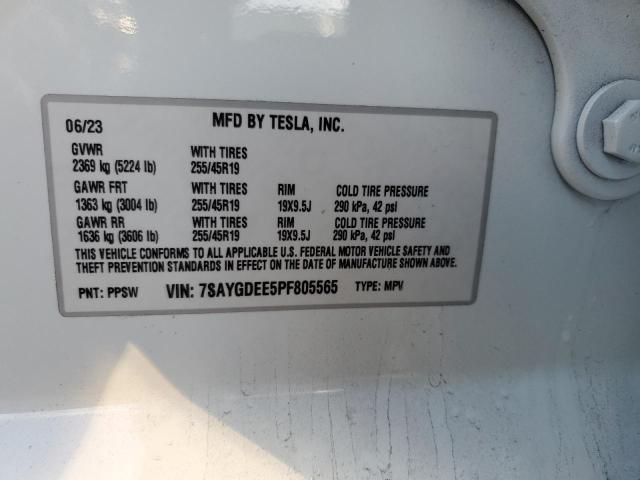 06/23 MFD BY TESLA, INC.
GVWR WITH TIRES
2369 kg (5224 lb) 255/45R19
GAWR FRT WITH TIRES RIM COLD TIRE PRESSURE
1363 kg (3004 lb) 255/45R19 19X9.5J 290 kPa, 42 psi
GAWR RR WITH TIRES RIM COLD TIRE PRESSURE
1636 kg (3606 lb) 255/45R19 19X9.5J 290 kPa, 42 psi
THIS VEHICLE CONFORMS TO ALL APPLICABLE U.S. FEDERAL MOTOR VEHICLE SAFETY AND
THEFT PREVENTION STANDARDS IN EFFECT ON THE DATE OF MANUFACTURE SHOWN ABOVE.
PNT: PPSW VIN: 7SAYGDEE5PF805565 TYPE: MPV